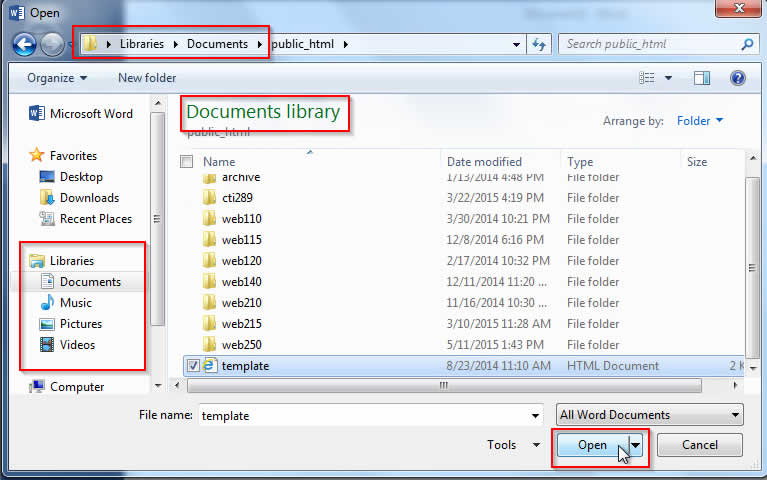 Open
Libraries Documents public_html
Search public_html
Organize New folder
Microsoft Word
Favorites
Desktop
Downloads
Recent Places
Libraries
Documents
Music
Pictures
Videos
Computer
Documents library
public_html
Arrange by: Folder
Name Date modified Type Size
archive 1/13/2014 4:48 PM File folder
cti289 3/22/2015 4:19 PM File folder
web110 3/30/2014 10:21 PM File folder
web115 12/8/2014 6:16 PM File folder
web120 2/17/2014 10:32 PM File folder
web140 12/11/2014 11:20 ... File folder
web210 11/16/2014 10:30 ... File folder
web215 3/10/2015 11:28 AM File folder
web250 5/11/2015 1:43 PM File folder
template 8/23/2014 11:10 AM HTML Document 2 K
File name: template
All Word Documents
Tools Open Cancel